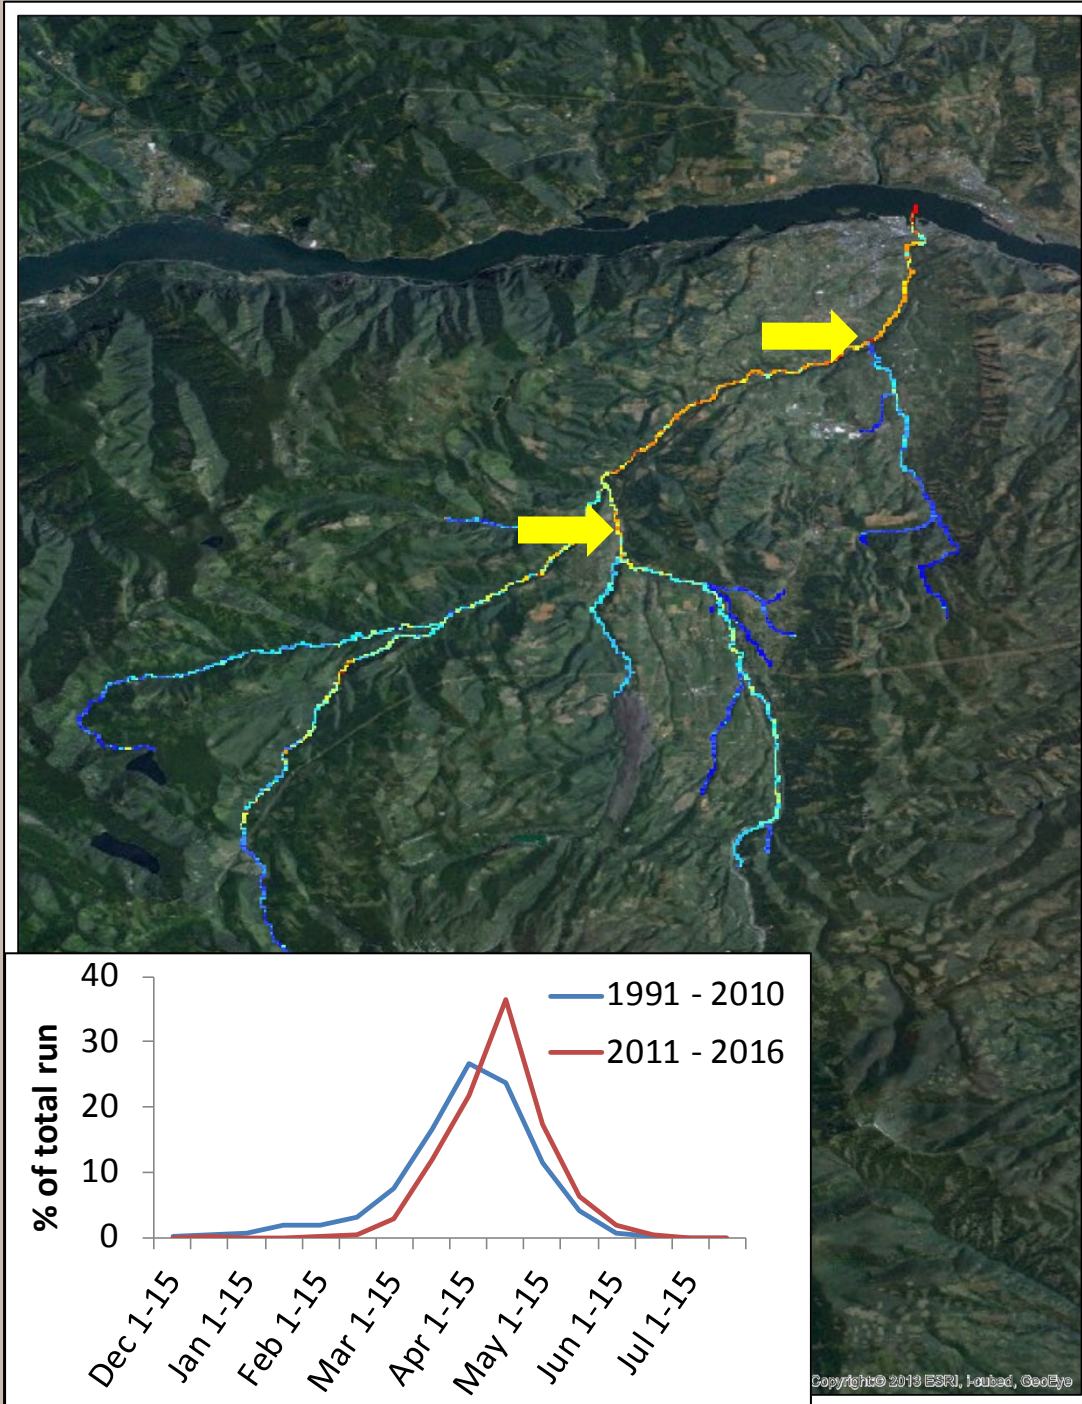 40
30
20
10
0
% of total run
1991 - 2010
2011 - 2016
Dec 1-15
Jan 1-15
Feb 1-15
Mar 1-15
Apr 1-15
May 1-15
Jun 1-15
Jul 1-15
Copyright:© 2013 ESRI, i-cubed, GeoEye